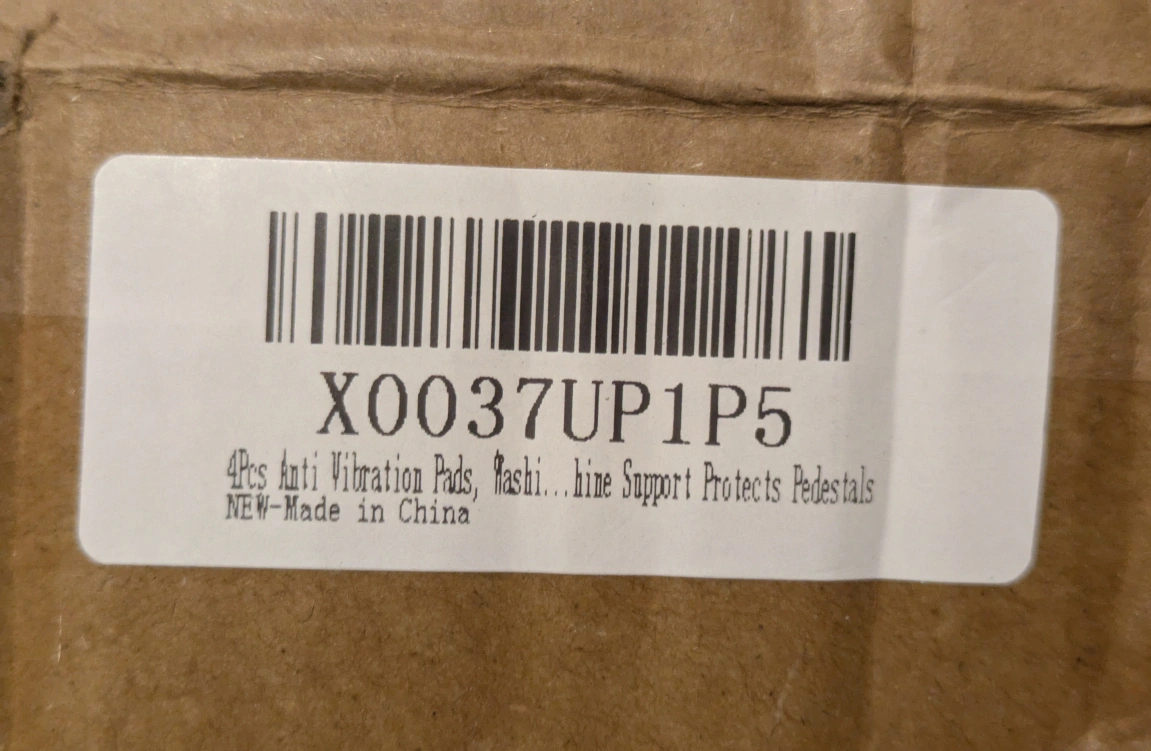 X0037UP1P5
4Pcs Anti Vibration Pads, Washi...hine Support Protects Pedestals
NEW-Made in China